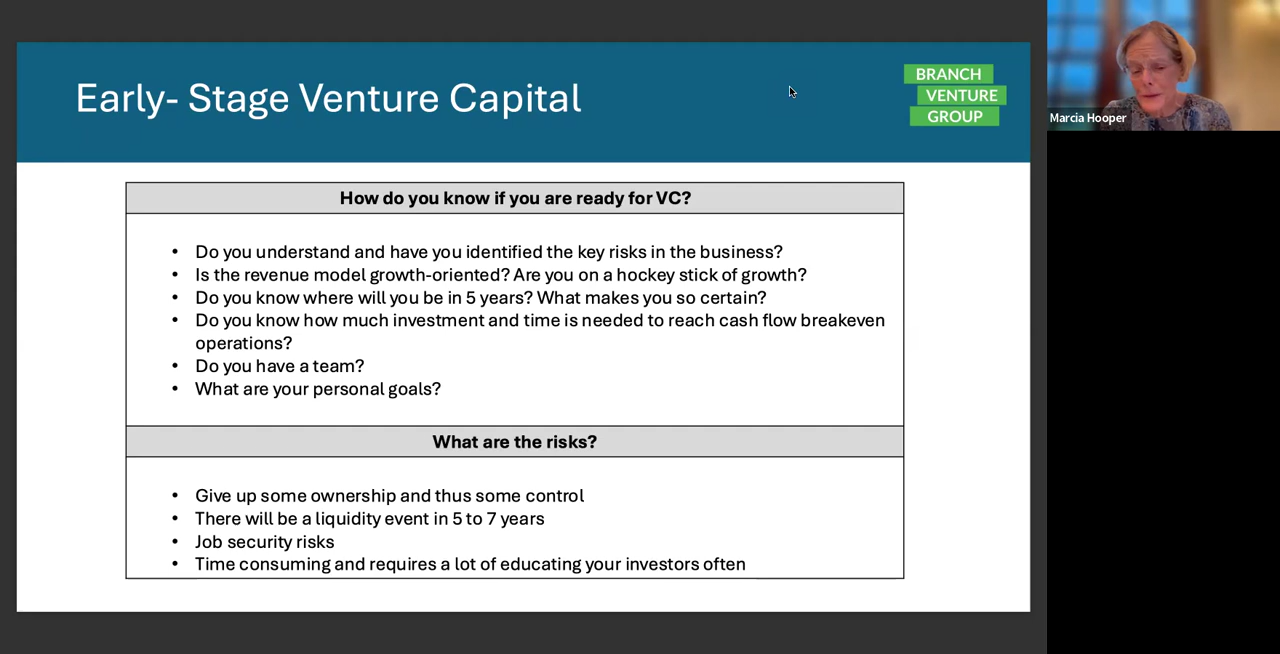 Early- Stage Venture Capital
BRANCH
VENTURE
GROUP
Marcia Hooper
How do you know if you are ready for VC?
• Do you understand and have you identified the key risks in the business?
• Is the revenue model growth-oriented? Are you on a hockey stick of growth?
• Do you know where will you be in 5 years? What makes you so certain?
• Do you know how much investment and time is needed to reach cash flow breakeven
operations?
• Do you have a team?
• What are your personal goals?
What are the risks?
• Give up some ownership and thus some control
• There will be a liquidity event in 5 to 7 years
• Job security risks
• Time consuming and requires a lot of educating your investors often